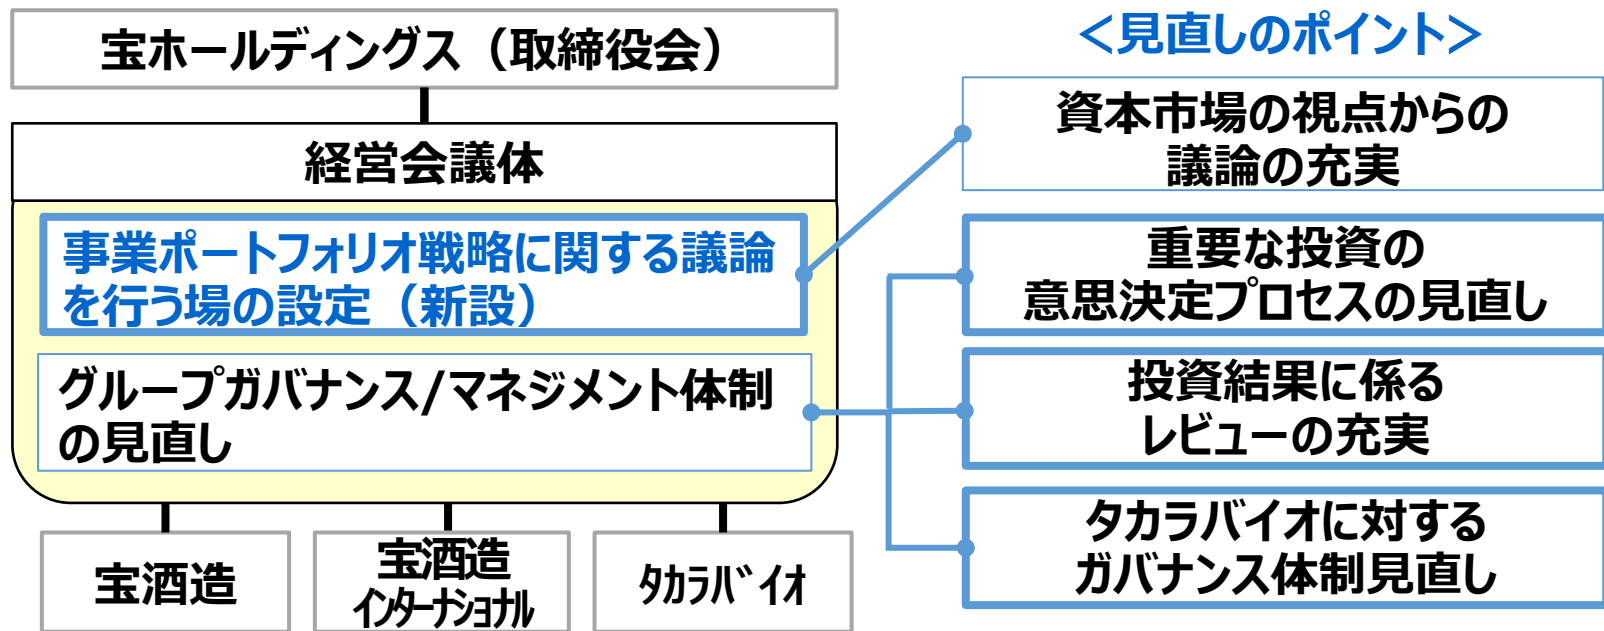 宝ホールディングス（取締役会）
経営会議体
事業ポートフォリオ戦略に関する議論
を行う場の設定（新設）
グループガバナンス/マネジメント体制
の見直し
宝酒造
宝酒造
インターナショナル
タカラバイオ
＜見直しのポイント＞
資本市場の視点からの
議論の充実
重要な投資の
意思決定プロセスの見直し
投資結果に係る
レビューの充実
タカラバイオに対する
ガバナンス体制見直し